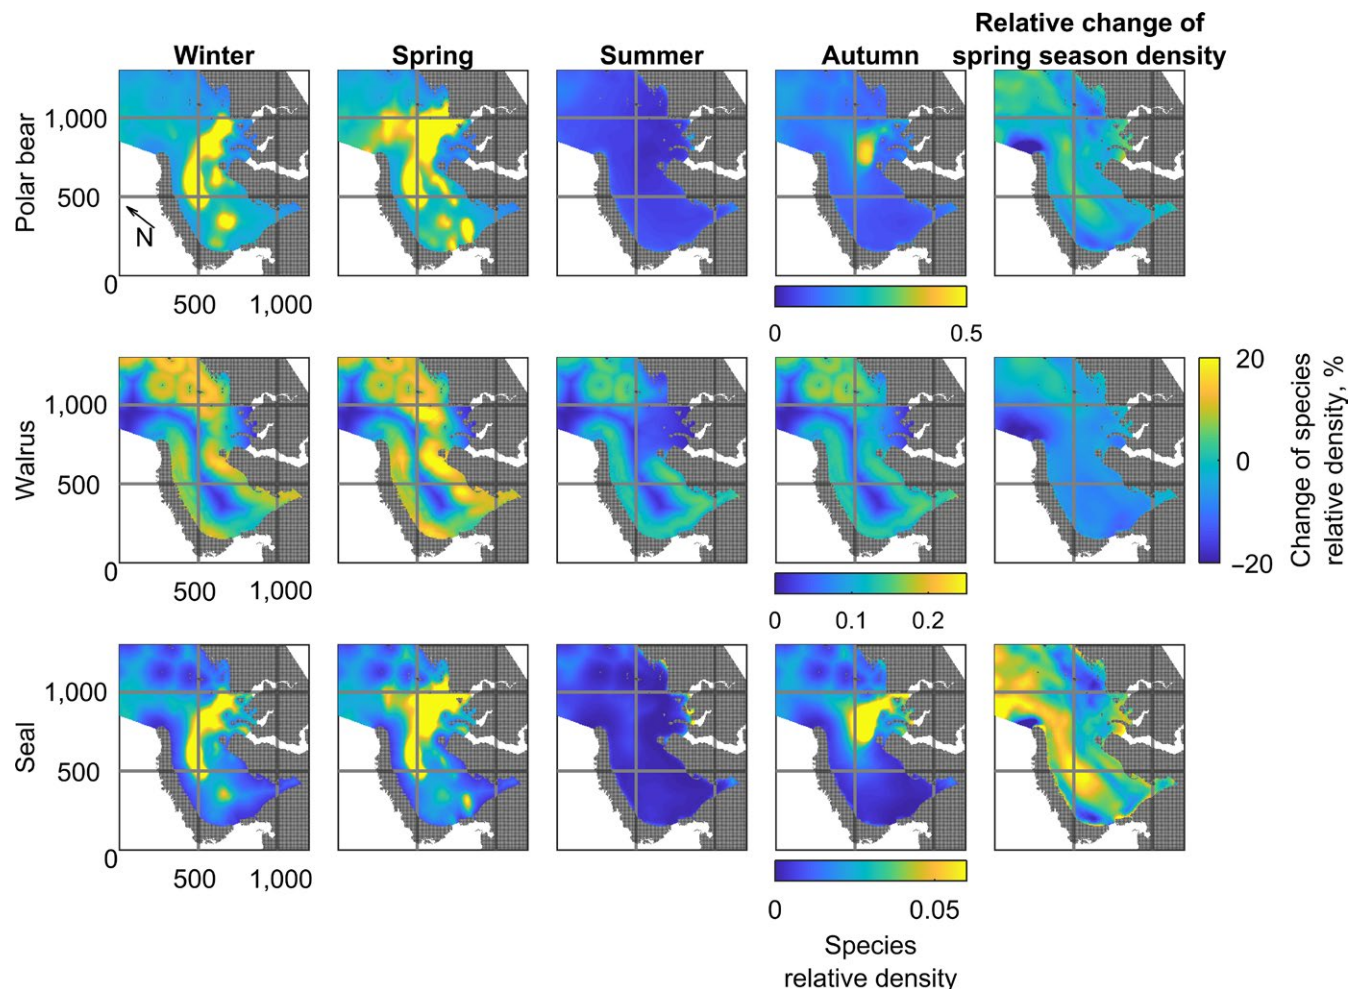 Winter
Spring
Summer
Autumn
Relative change of
spring season density
Polar bear
1,000
500
0
N
500
1,000
0
0.5
Walrus
1,000
500
0
500
1,000
0
0.1
0.2
20
0
−20
Change of species
relative density, %
Seal
1,000
500
0
500
1,000
0
0.05
Species
relative density